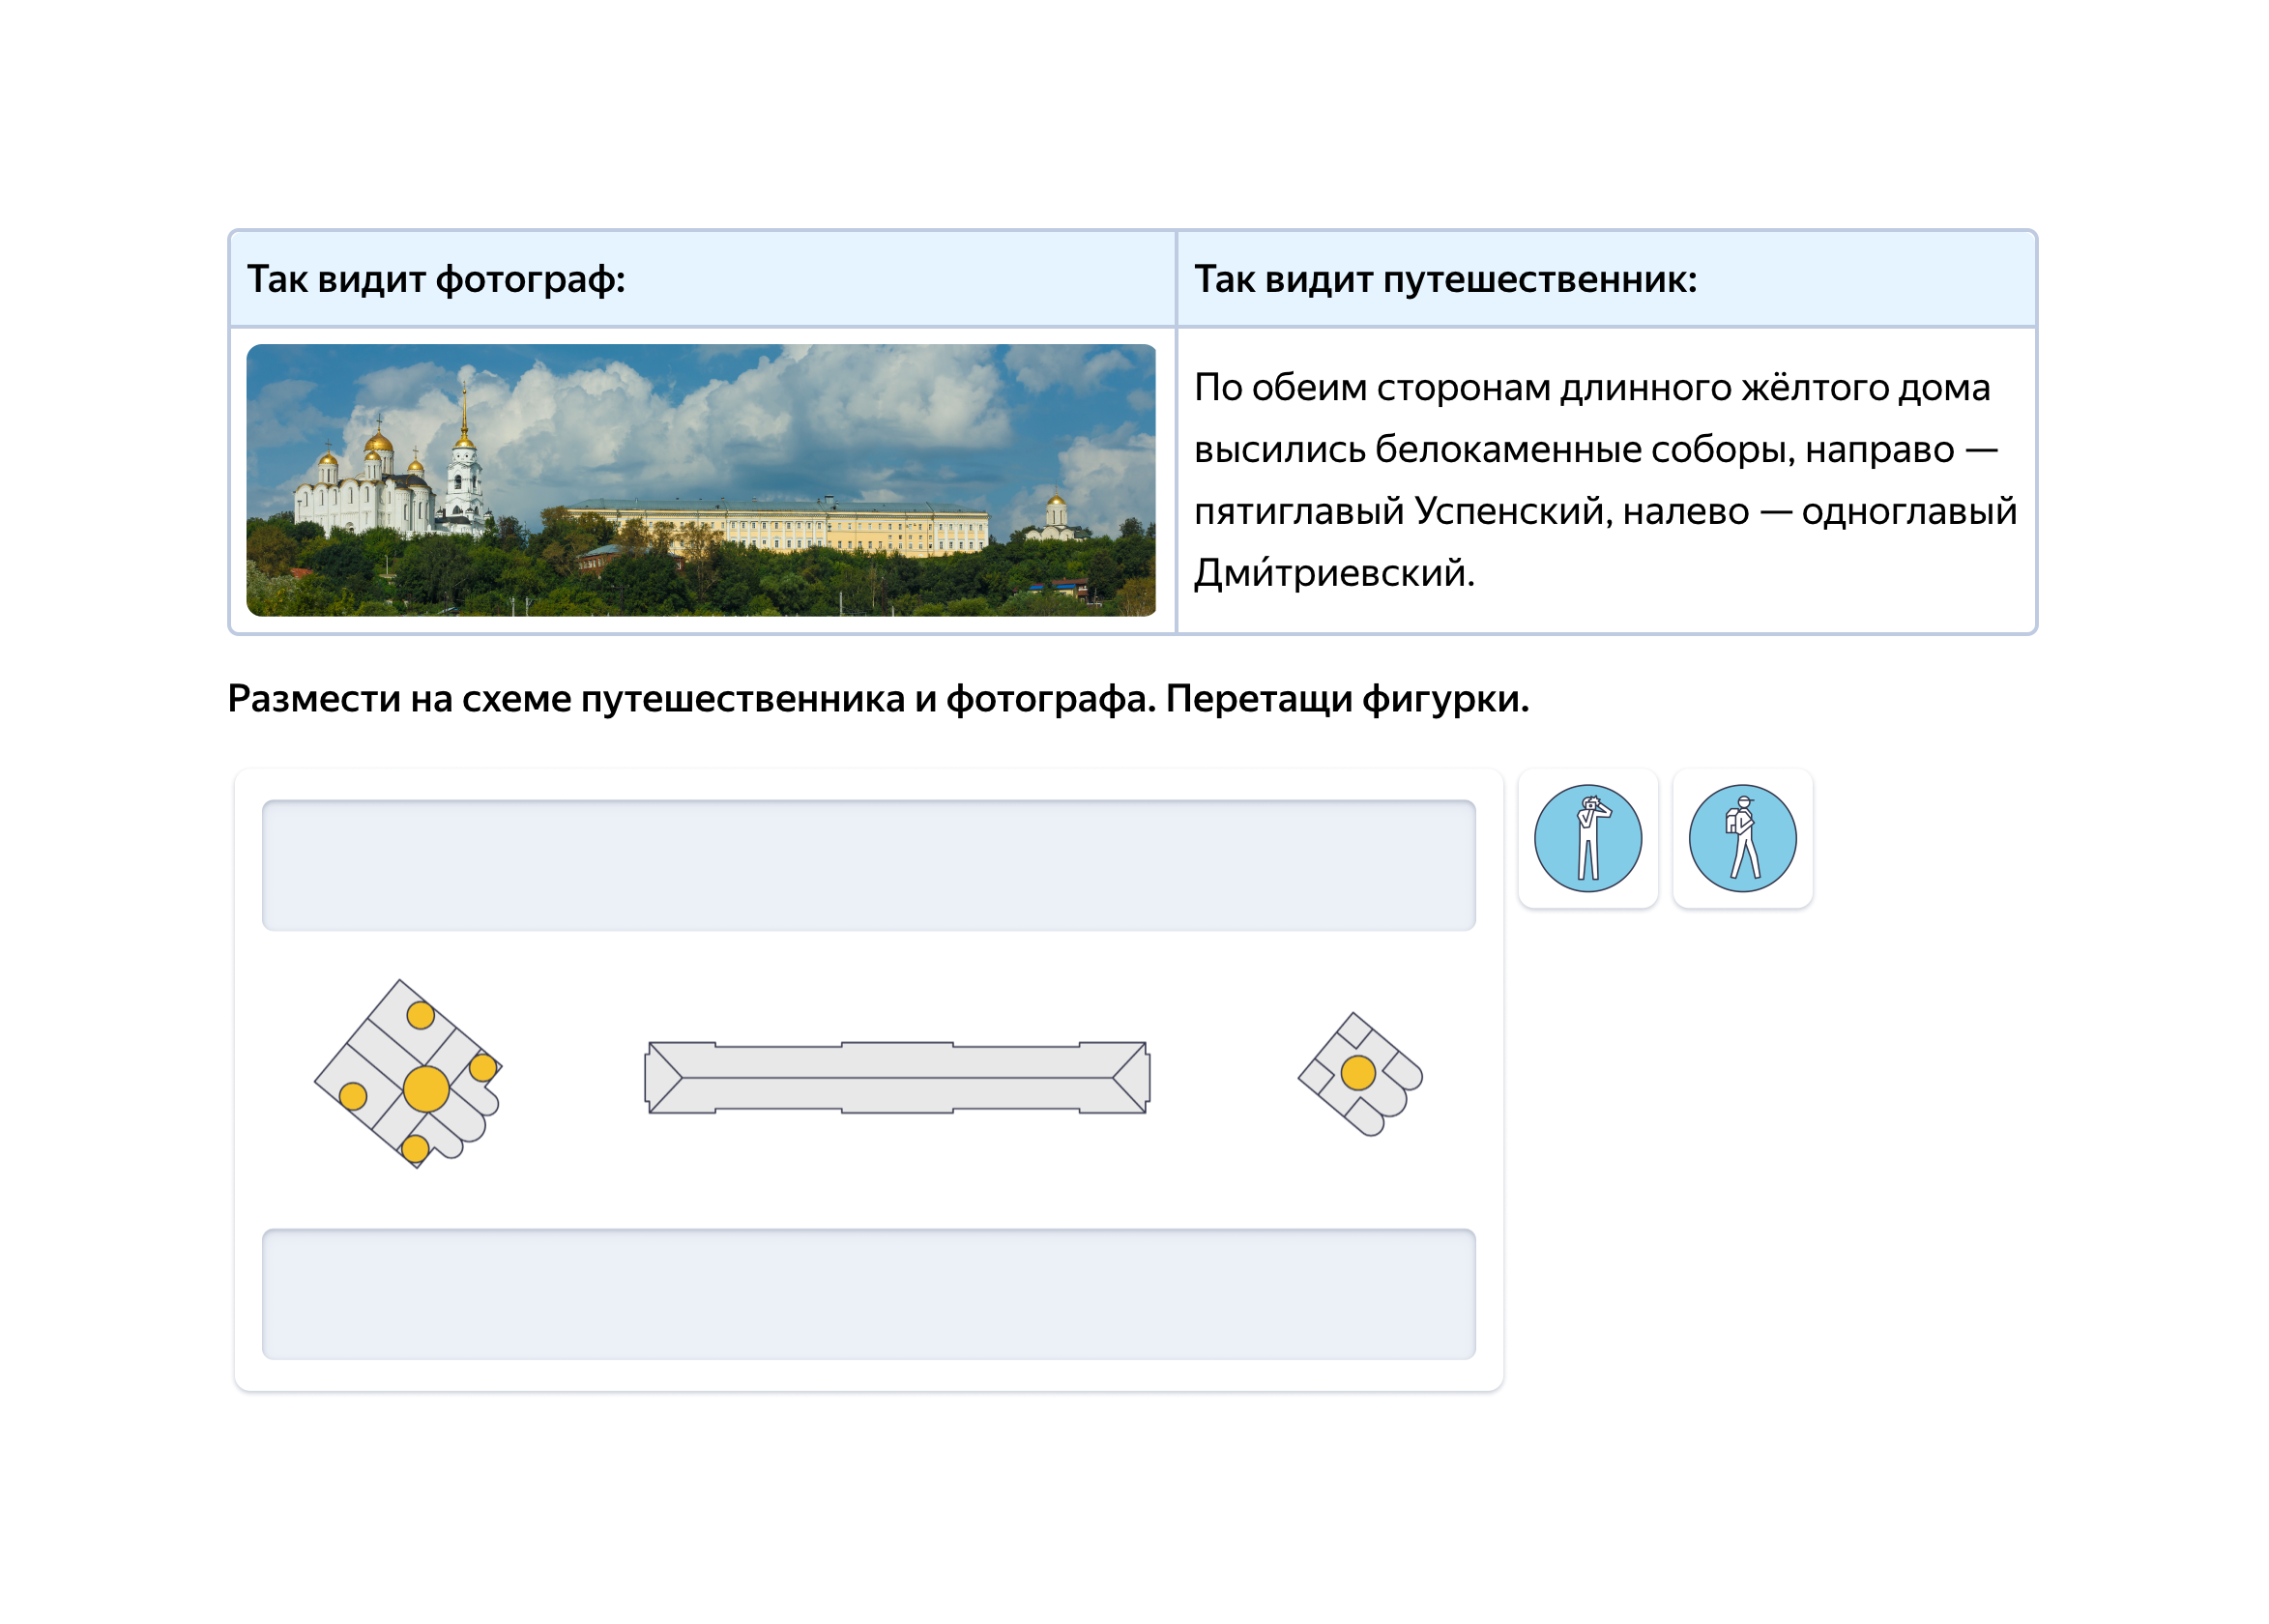 Так видит фотограф:
Так видит путешественник:
По обеим сторонам длинного жёлтого дома
высились белокаменные соборы, направо —
пятиглавый Успенский, налево — одноглавый
Дми́триевский.
Размести на схеме путешественника и фотографа. Перетащи фигурки.